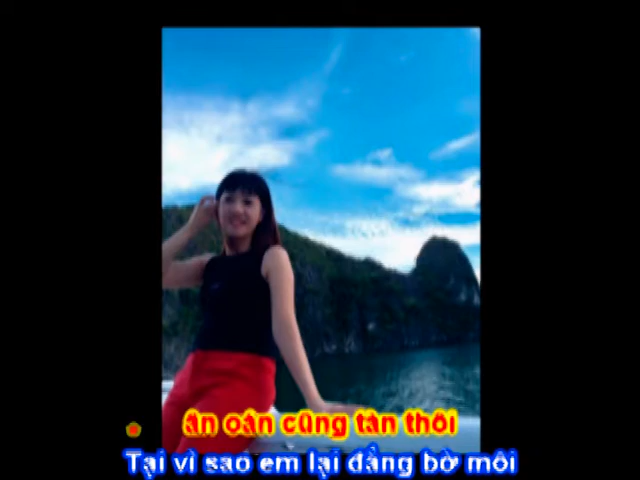 ân oán cũng tàn thôi
Tại vì sao em lại đắng bờ môi